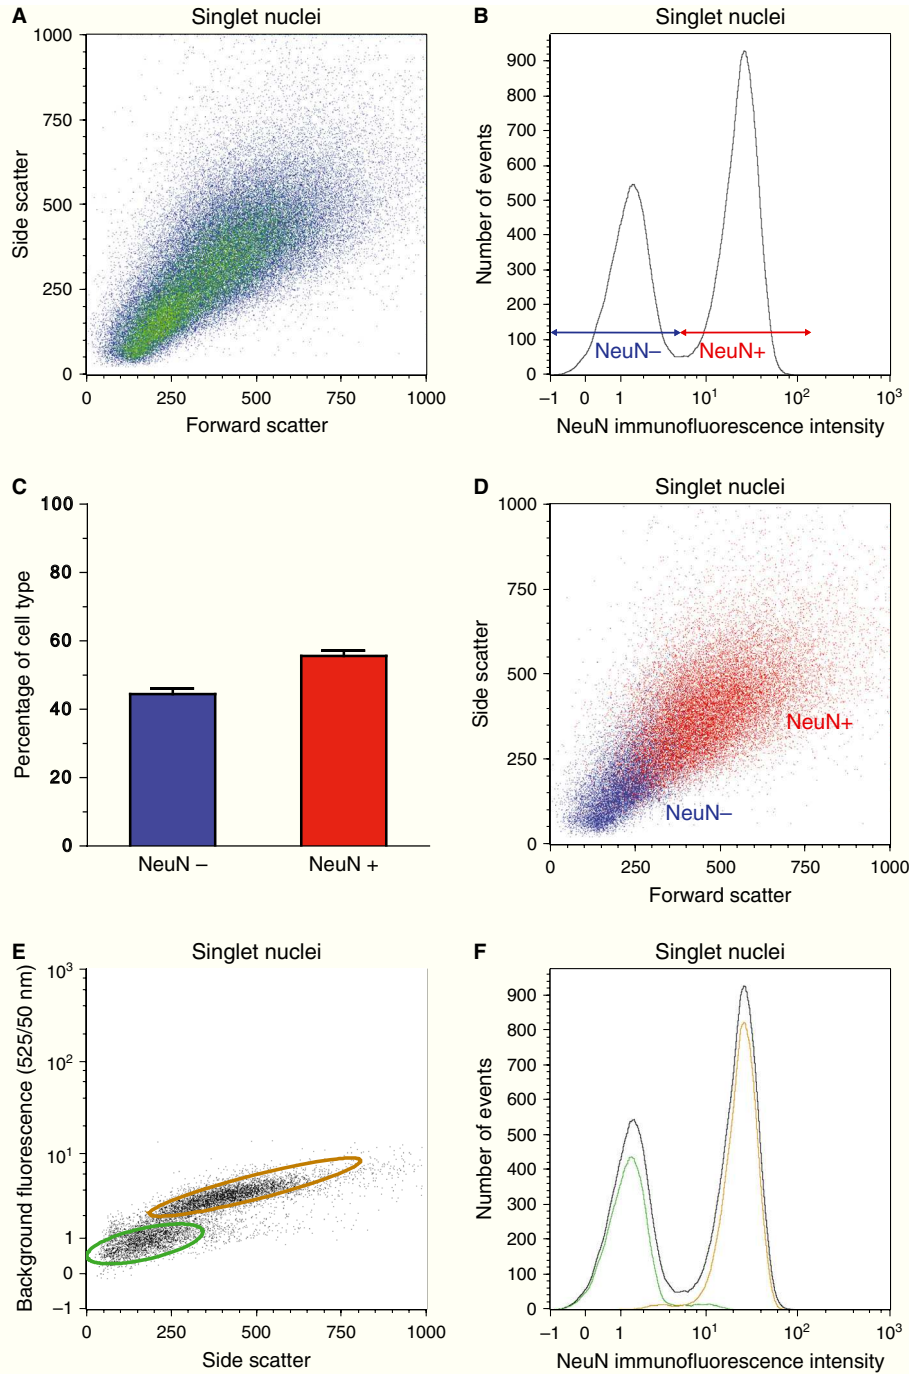 A
Singlet nuclei
1000
750
500
250
0
Side scatter
0 250 500 750 1000
Forward scatter
B
Singlet nuclei
900
800
700
600
500
400
300
200
100
0
Number of events
NeuN–
NeuN+
–1 0 1 10¹ 10² 10³
NeuN immunofluorescence intensity
C
100
80
60
40
20
0
Percentage of cell type
NeuN – NeuN +
D
Singlet nuclei
1000
750
500
250
0
Side scatter
NeuN+
NeuN–
0 250 500 750 1000
Forward scatter
E
Singlet nuclei
10³
10²
10¹
1
0
–1
Background fluorescence (525/50 nm)
0 250 500 750 1000
Side scatter
F
Singlet nuclei
900
800
700
600
500
400
300
200
100
0
Number of events
–1 0 1 10¹ 10² 10³
NeuN immunofluorescence intensity